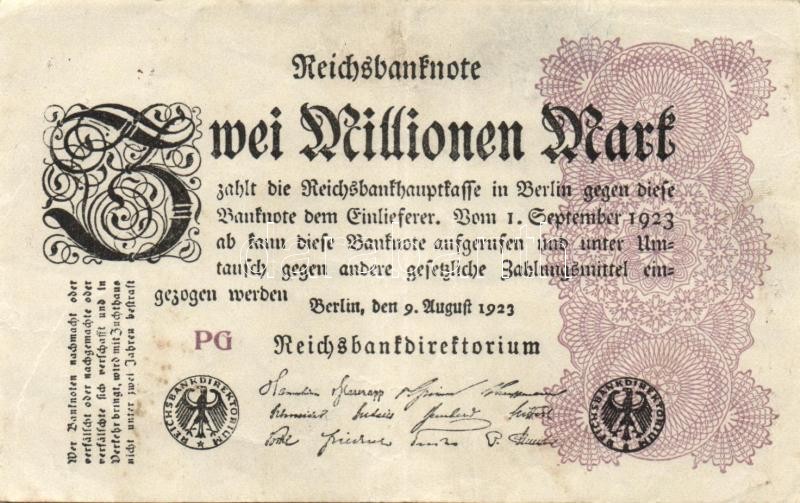 Reichsbanknote
Zwei Millionen Mark
zahlt die Reichsbankhauptkasse in Berlin gegen diese
Banknote dem Einlieferer. Vom 1. September 1923
ab kann diese Banknote aufgerufen und unter Um-
tausch gegen andere gesetzliche Zahlungsmittel ein-
gezogen werden
Berlin, den 9. August 1923
PG
Reichsbankdirektorium
Wer Banknoten nachmacht oder
verfälscht oder nachgemachte oder
verfälschte sich verschafft und in
Verkehr bringt, wird mit Zuchthaus
nicht unter zwei Jahren bestraft
REICHSBANKDIREKTORIUM
REICHSBANKDIREKTORIUM